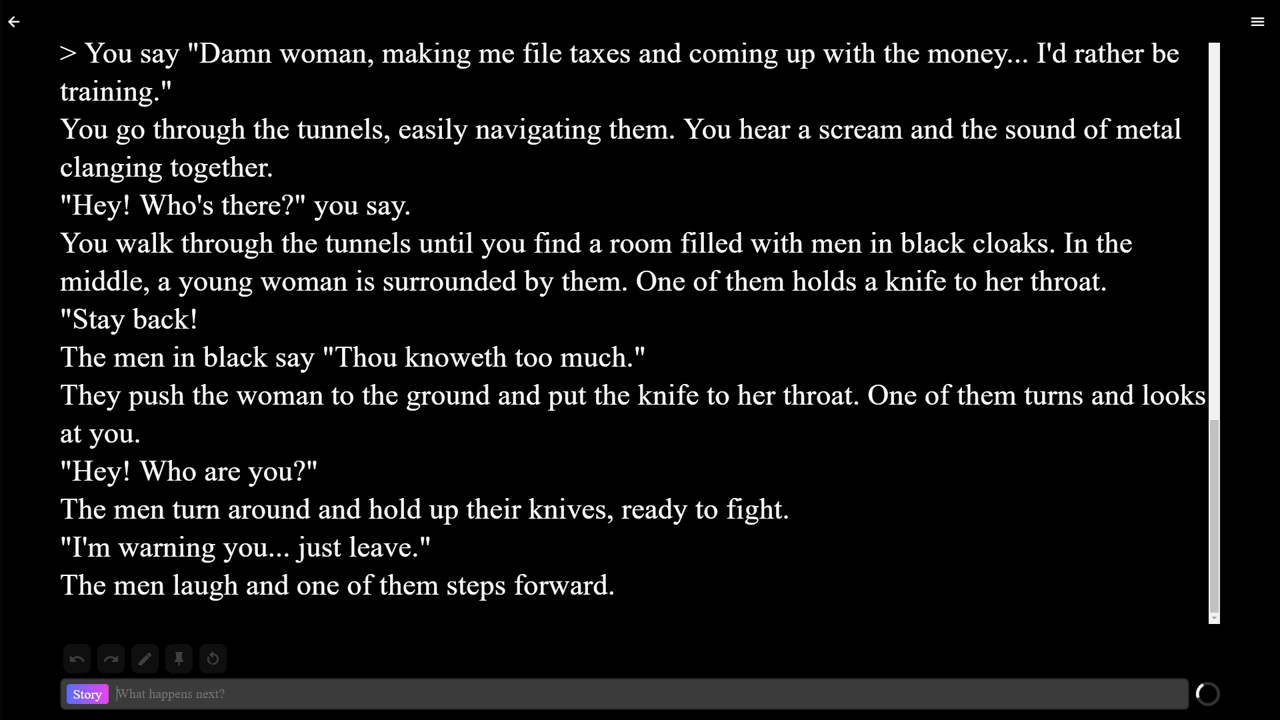 > You say "Damn woman, making me file taxes and coming up with the money... I'd rather be
training."
You go through the tunnels, easily navigating them. You hear a scream and the sound of metal
clanging together.
"Hey! Who's there?" you say.
You walk through the tunnels until you find a room filled with men in black cloaks. In the
middle, a young woman is surrounded by them. One of them holds a knife to her throat.
"Stay back!
The men in black say "Thou knoweth too much."
They push the woman to the ground and put the knife to her throat. One of them turns and looks
at you.
"Hey! Who are you?"
The men turn around and hold up their knives, ready to fight.
"I'm warning you... just leave."
The men laugh and one of them steps forward.
Story What happens next?